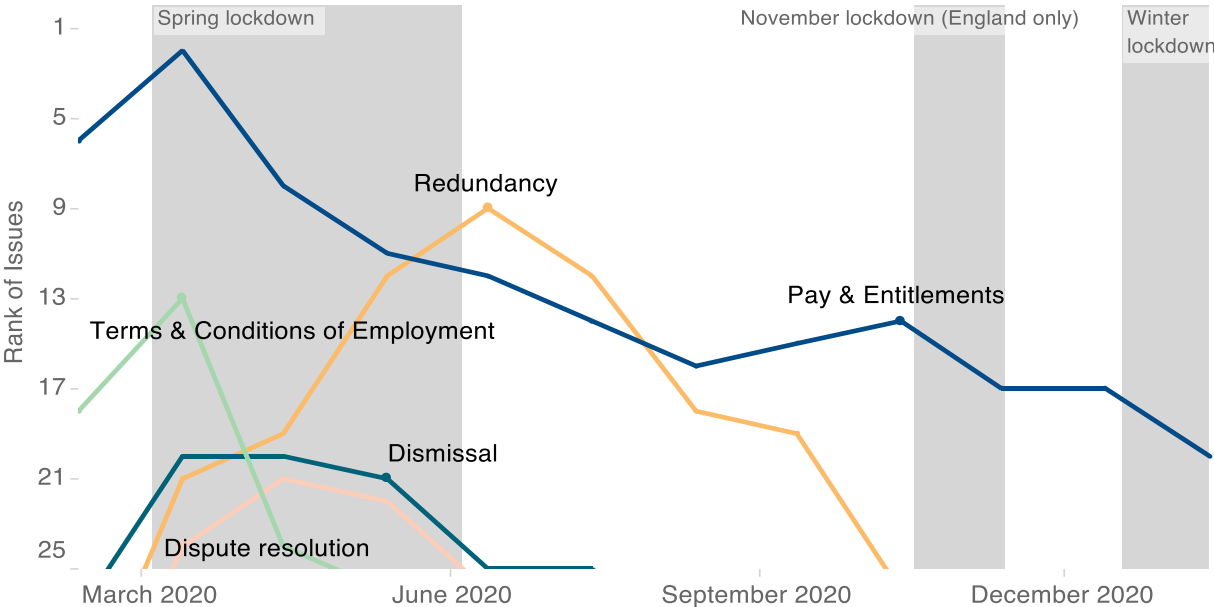 Spring lockdown
November lockdown (England only)
Winter
lockdown
1
5
9
13
17
21
25
Rank of Issues
Redundancy
Pay & Entitlements
Terms & Conditions of Employment
Dismissal
Dispute resolution
March 2020
June 2020
September 2020
December 2020